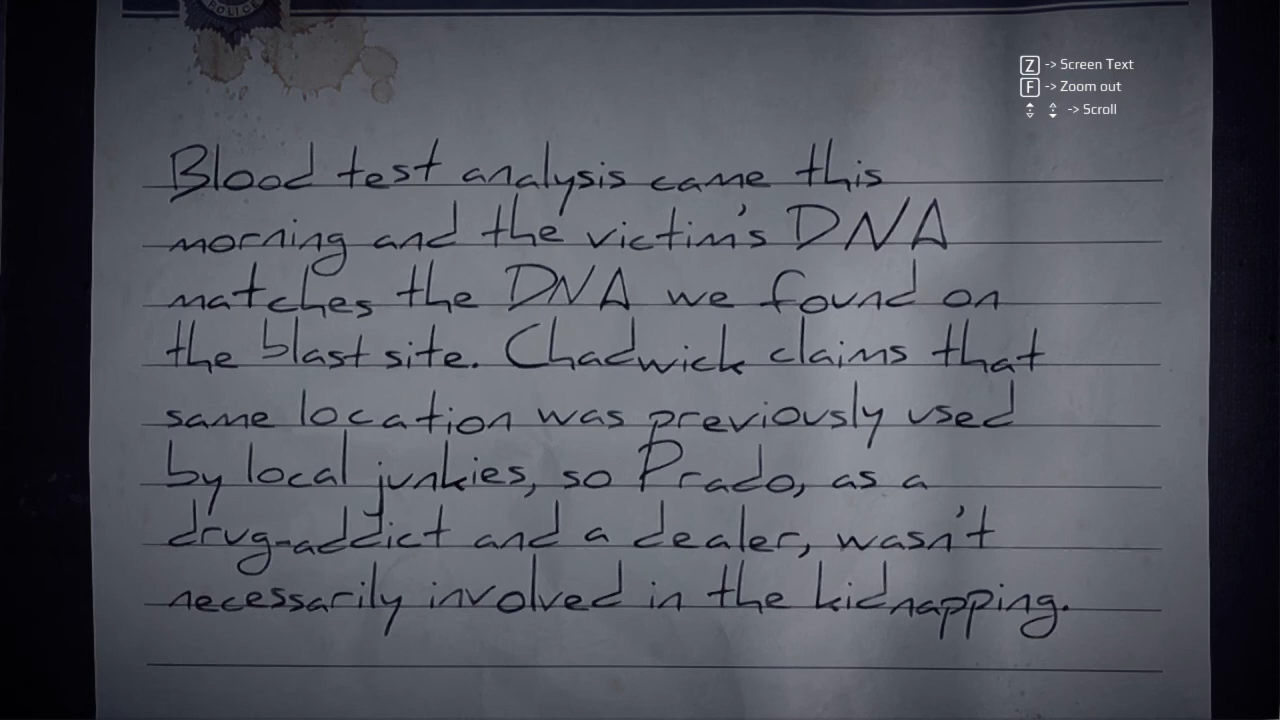 POLICE
Z -> Screen Text
F -> Zoom out
-> Scroll
Blood test analysis came this
morning and the victim's DNA
matches the DNA we found on
the blast site. Chadwick claims that
same location was previously used
by local junkies, so Prado, as a
drug-addict and a dealer, wasn't
necessarily involved in the kidnapping.